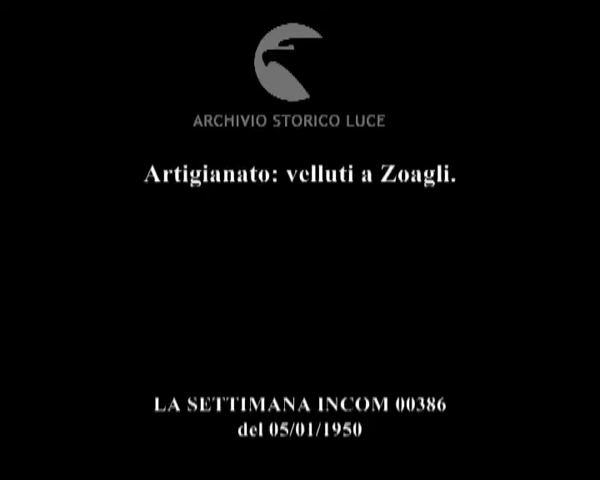 ARCHIVIO STORICO LUCE
Artigianato: velluti a Zoagli.
LA SETTIMANA INCOM 00386
del 05/01/1950